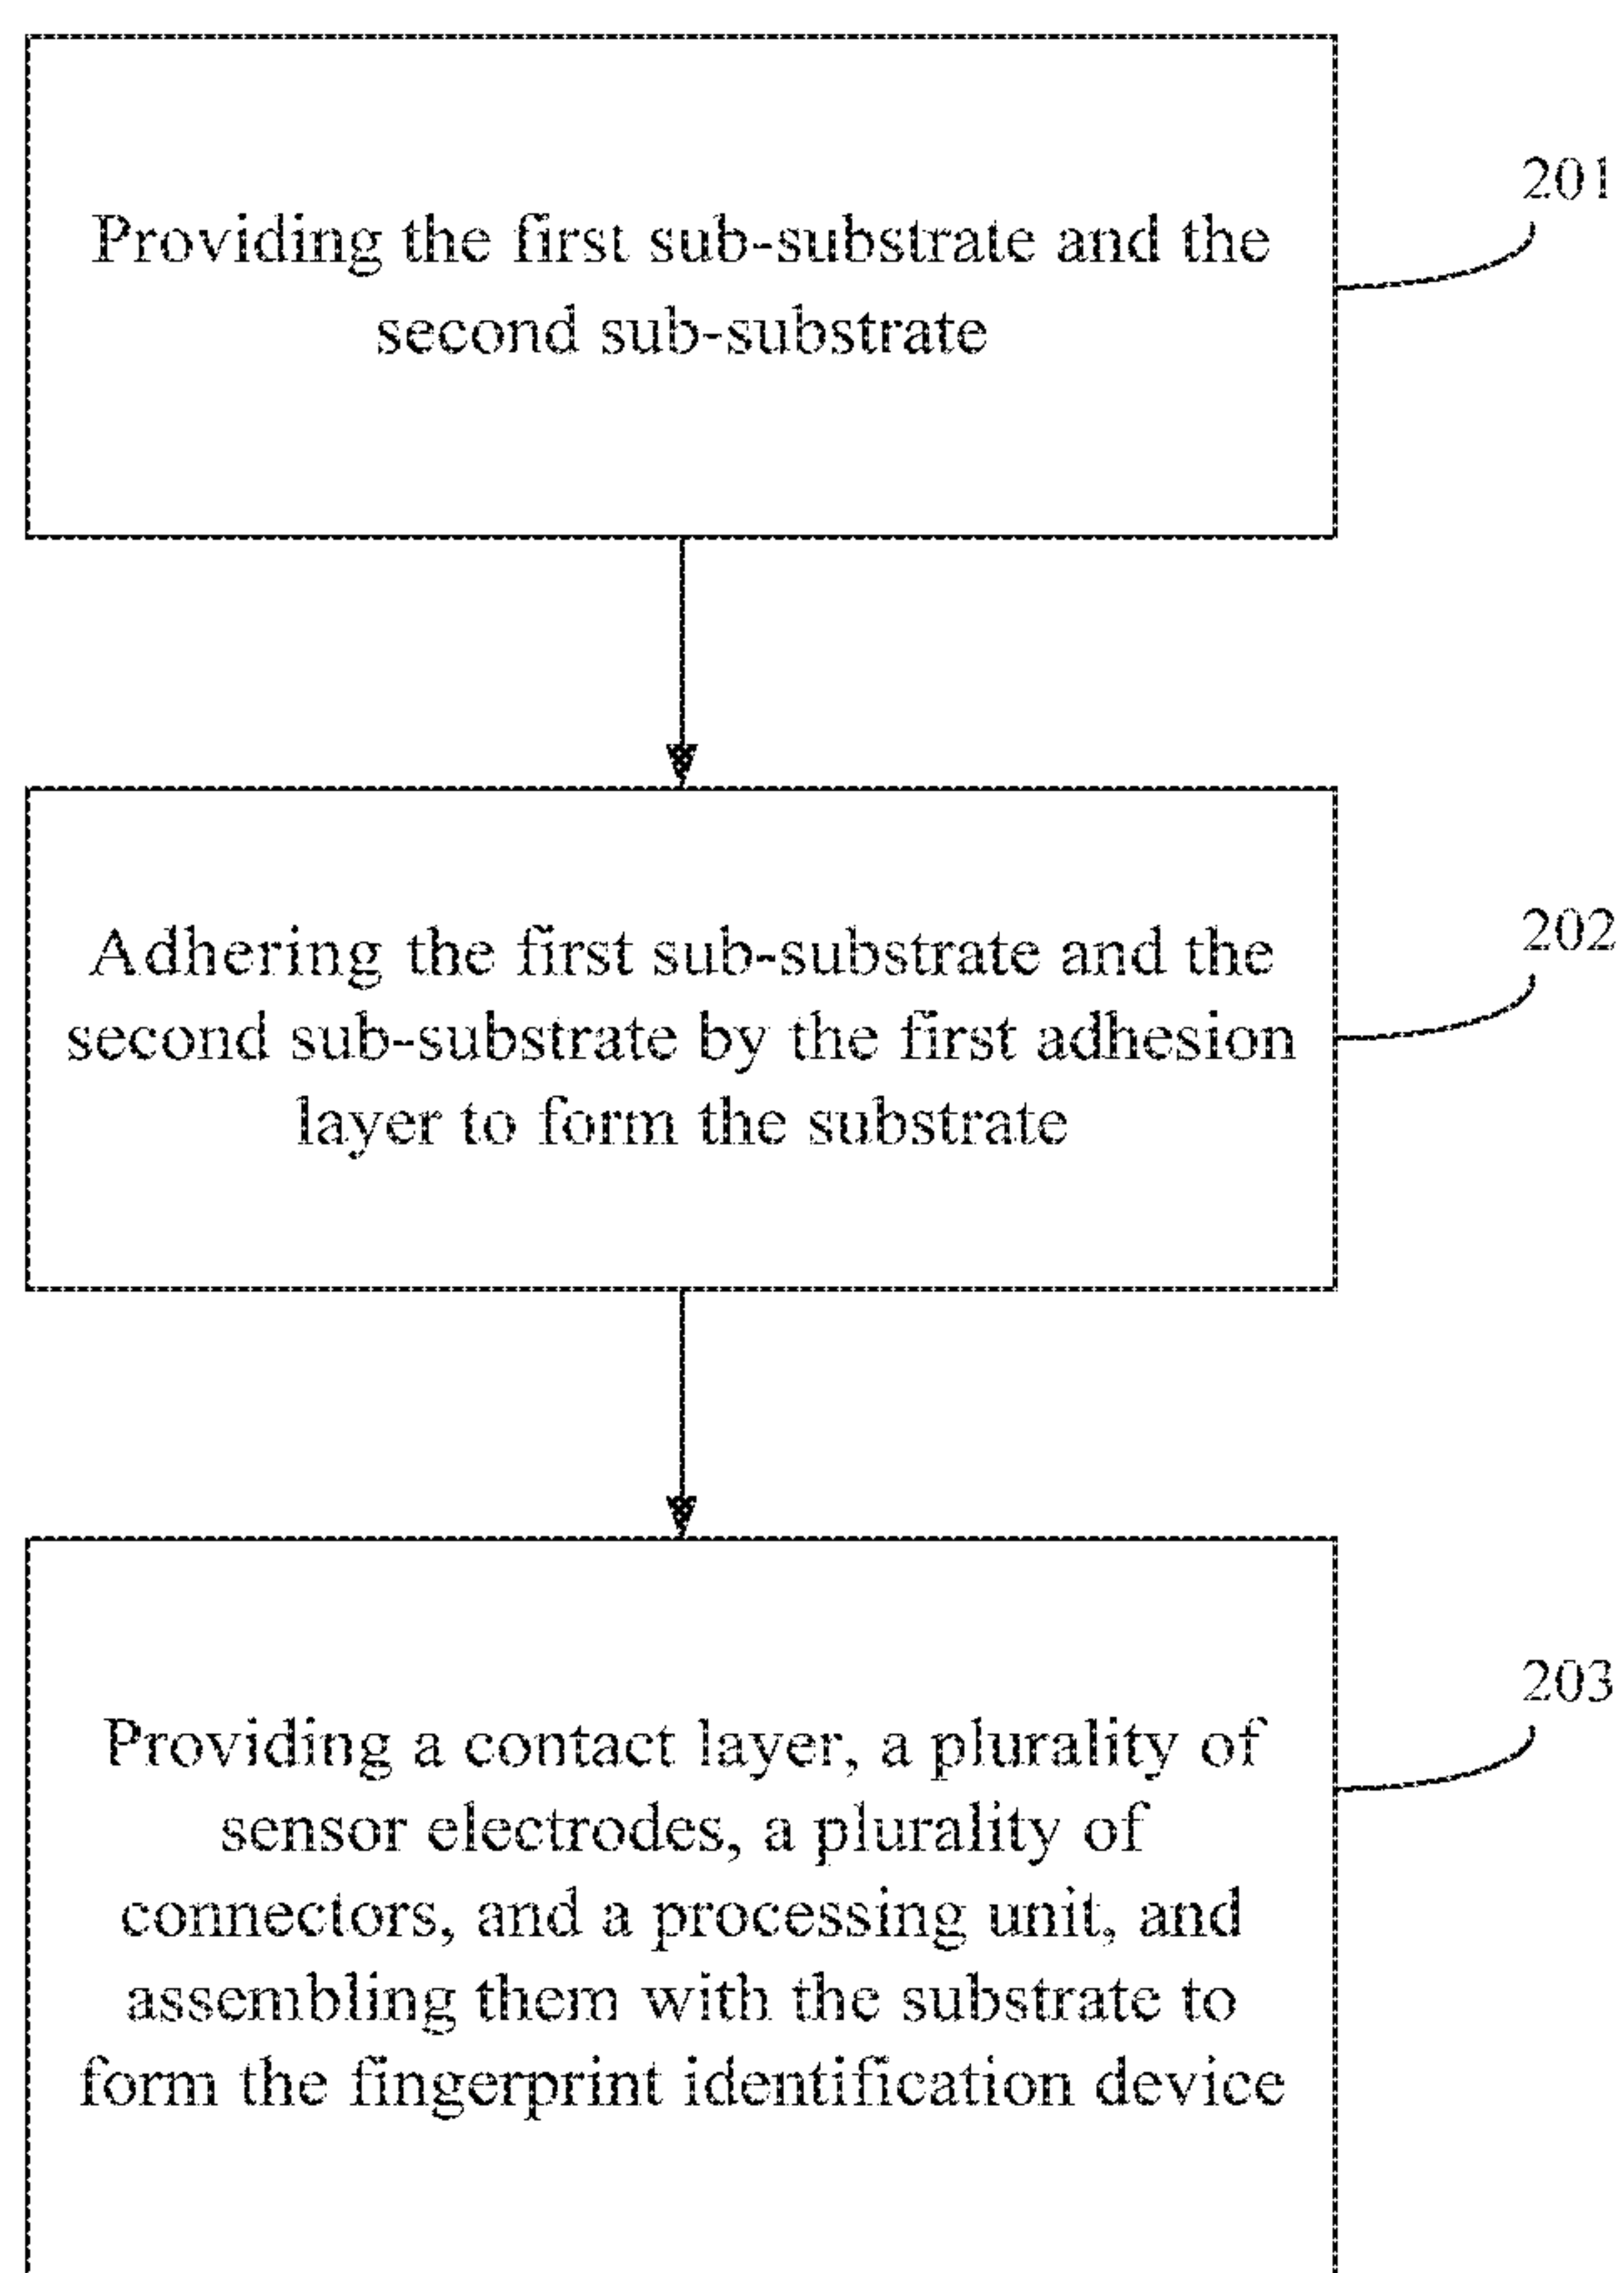 Providing the first sub-substrate and the
second sub-substrate
201
Adhering the first sub-substrate and the
second sub-substrate by the first adhesion
layer to form the substrate
202
Providing a contact layer, a plurality of
sensor electrodes, a plurality of
connectors, and a processing unit, and
assembling them with the substrate to
form the fingerprint identification device
203